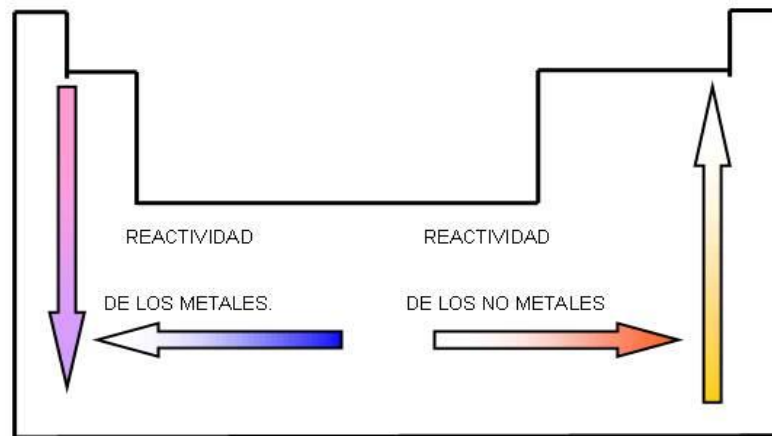 REACTIVIDAD
DE LOS METALES.
REACTIVIDAD
DE LOS NO METALES